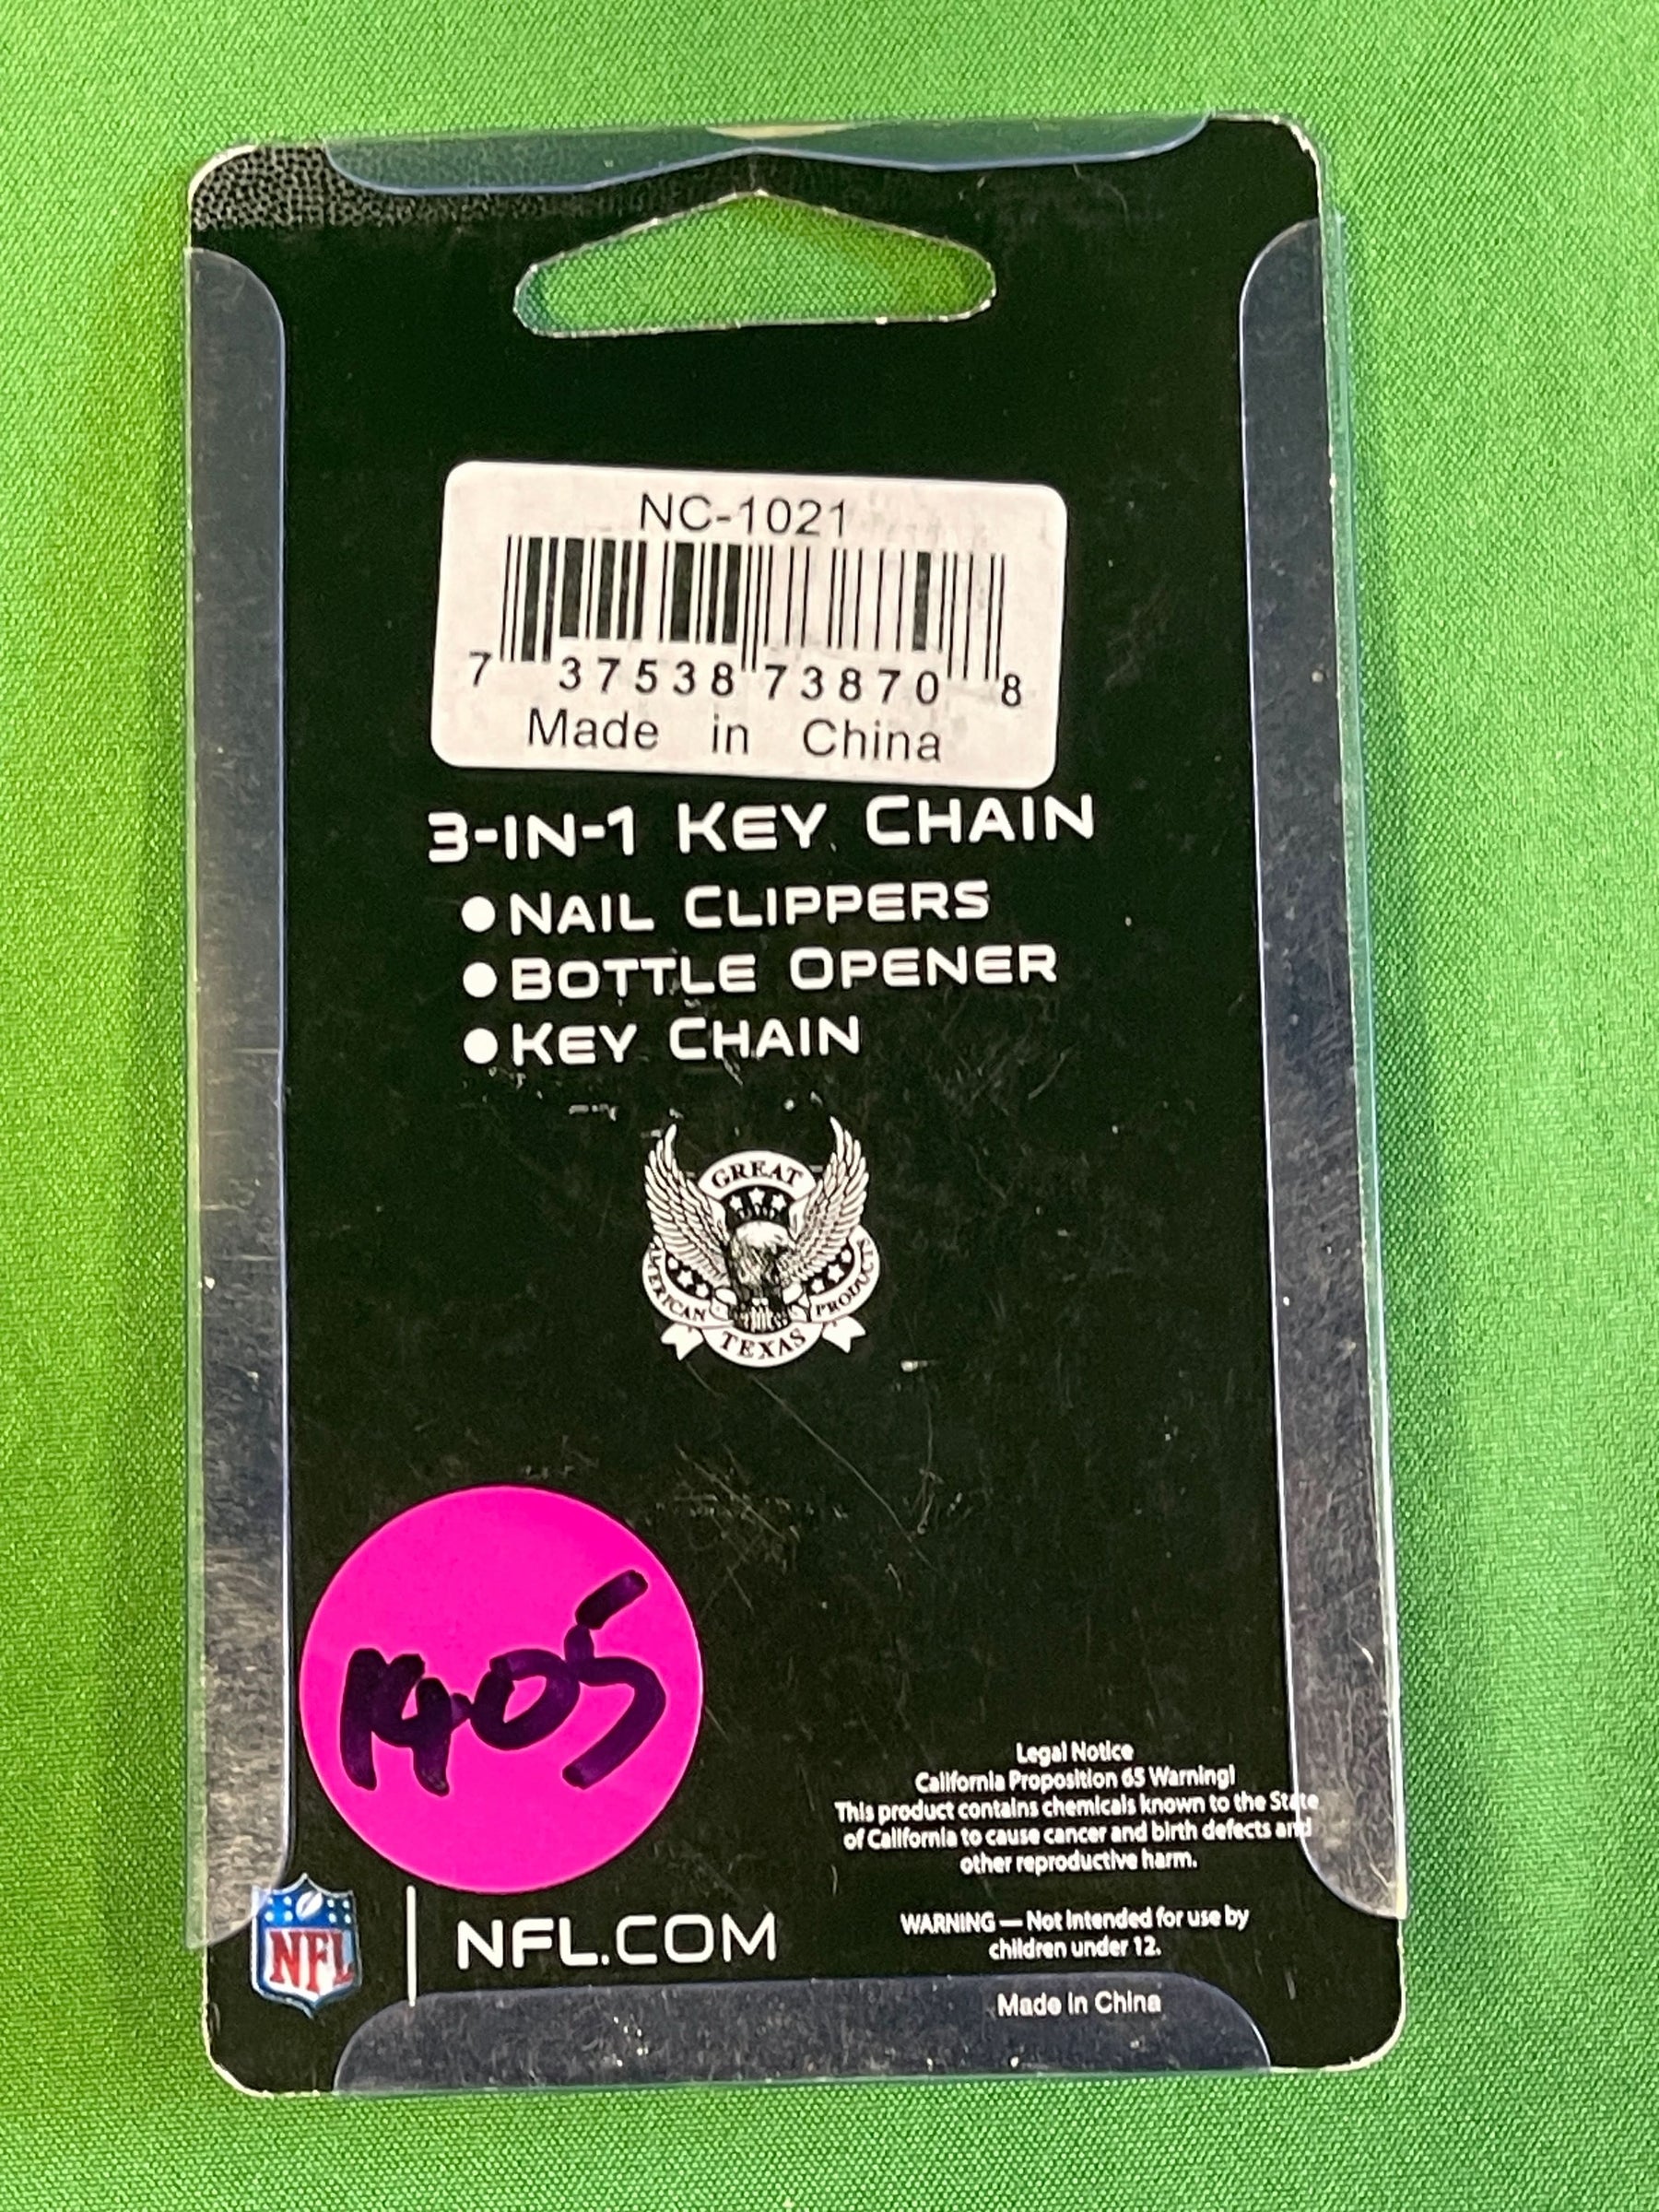 NC-1021
7 37538 73870 8
Made in China
3-IN-1 KEY CHAIN
● NAIL CLIPPERS
● BOTTLE OPENER
● KEY CHAIN
GREAT
AMERICAN PRODUCTS
TEXAS
1405
Legal Notice
California Proposition 65 Warning!
This product contains chemicals known to the State
of California to cause cancer and birth defects and
other reproductive harm.
NFL
NFL.COM
WARNING — Not intended for use by
children under 12.
Made in China